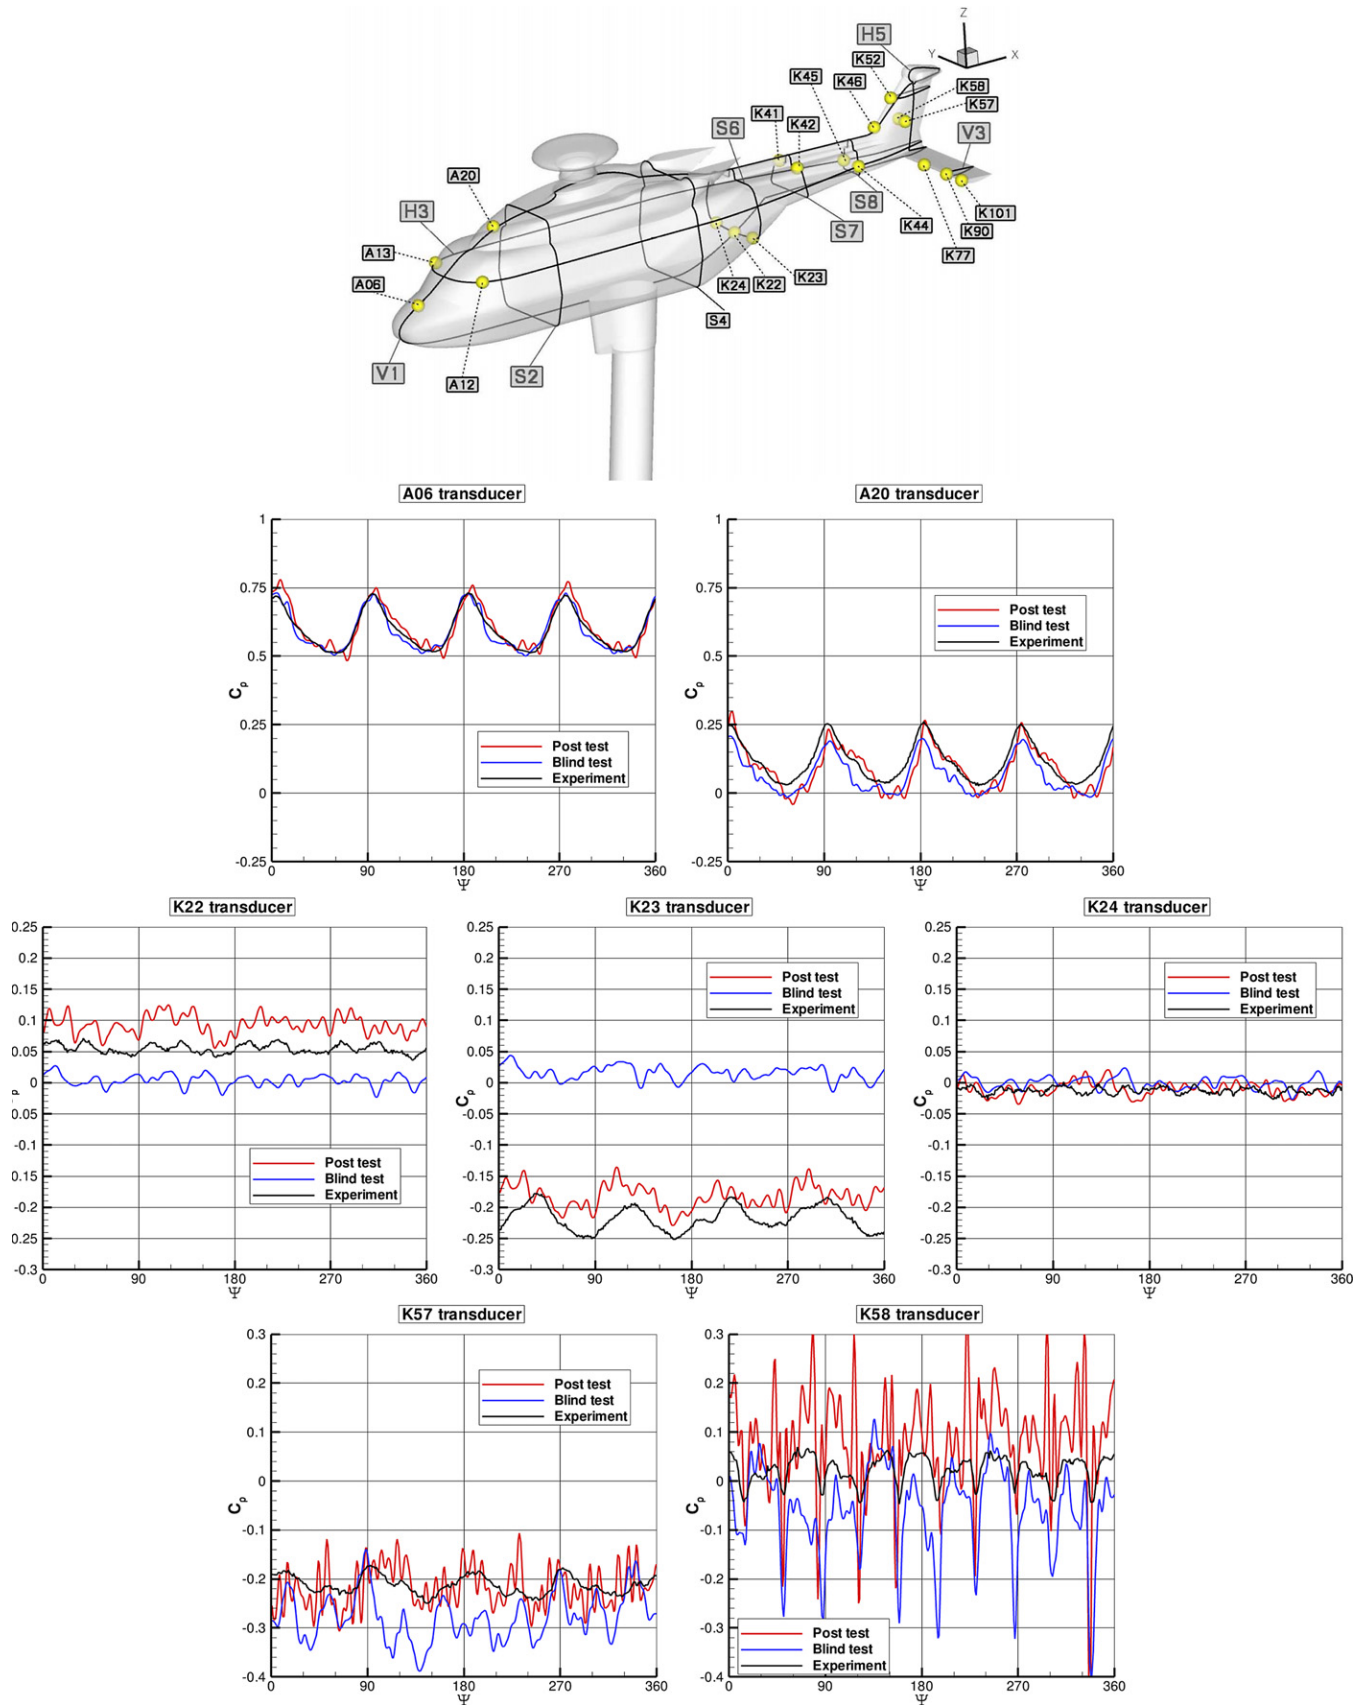 Z
H5
Y
X
K52
K45
K58
K46
K57
K41
S6
K42
V3
A20
S8
H3
K101
S7
K44
K90
A13
K77
K23
K24
K22
A06
S4
V1
S2
A12
A06 transducer
A20 transducer
1
0.75
0.5
0.25
0
-0.25
Cp
Post test
Blind test
Experiment
0
90
180
270
360
Ψ
1
0.75
0.5
0.25
0
-0.25
Cp
Post test
Blind test
Experiment
0
90
180
270
360
Ψ
K22 transducer
K23 transducer
K24 transducer
0.25
0.2
0.15
0.1
0.05
0
-0.05
-0.1
-0.15
-0.2
-0.25
-0.3
Post test
Blind test
Experiment
0
90
180
270
360
Ψ
0.25
0.2
0.15
0.1
0.05
0
-0.05
-0.1
-0.15
-0.2
-0.25
-0.3
Cp
Post test
Blind test
Experiment
0
90
180
270
360
Ψ
0.25
0.2
0.15
0.1
0.05
0
-0.05
-0.1
-0.15
-0.2
-0.25
-0.3
Cp
Post test
Blind test
Experiment
0
90
180
270
360
Ψ
K57 transducer
K58 transducer
0.3
0.2
0.1
0
-0.1
-0.2
-0.3
-0.4
Cp
Post test
Blind test
Experiment
0
90
180
270
360
Ψ
0.3
0.2
0.1
0
-0.1
-0.2
-0.3
-0.4
Cp
Post test
Blind test
Experiment
0
90
180
270
360
Ψ